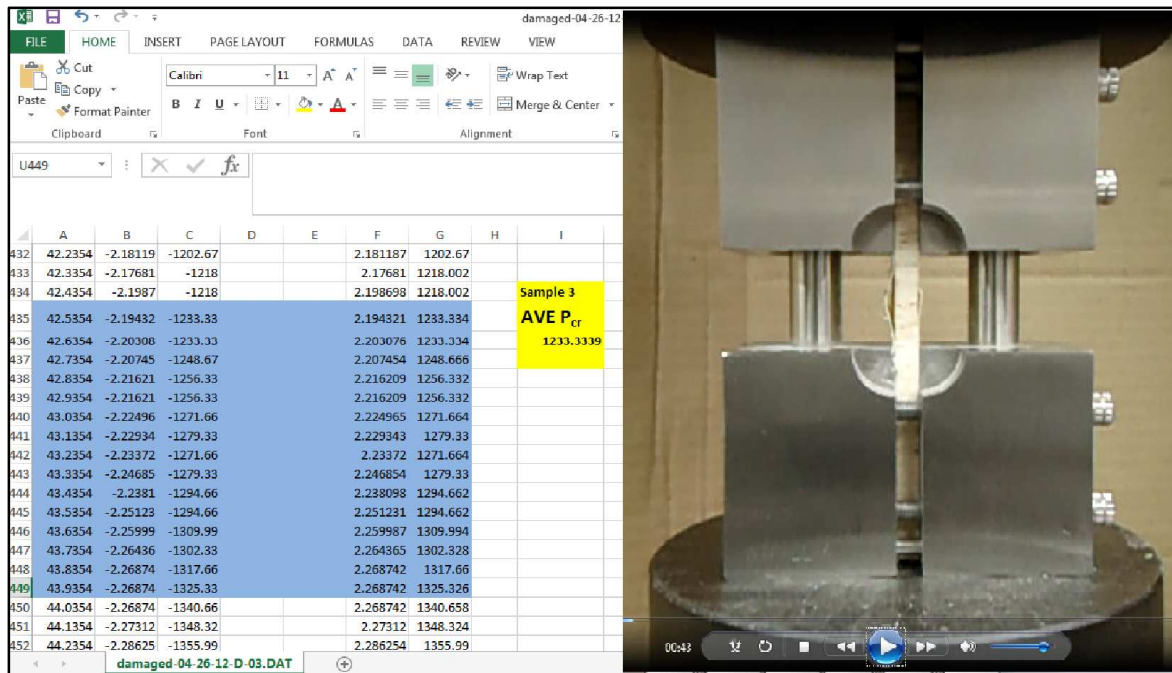 damaged-04-26-12-
FILE HOME INSERT PAGE LAYOUT FORMULAS DATA REVIEW VIEW
Cut
Copy
Format Painter
Paste
Calibri 11 A A Wrap Text
B I U A Merge & Center
Clipboard Font Alignment
U449 fx
A B C D E F G H I
432 42.2354 -2.18119 -1202.67 2.181187 1202.67
433 42.3354 -2.17681 -1218 2.17681 1218.002
434 42.4354 -2.1987 -1218 2.198698 1218.002 Sample 3
435 42.5354 -2.19432 -1233.33 2.194321 1233.334 AVE Pcr
436 42.6354 -2.20308 -1233.33 2.203076 1233.334 1233.3339
437 42.7354 -2.20745 -1248.67 2.207454 1248.666
438 42.8354 -2.21621 -1256.33 2.216209 1256.332
439 42.9354 -2.21621 -1256.33 2.216209 1256.332
440 43.0354 -2.22496 -1271.66 2.224965 1271.664
441 43.1354 -2.22934 -1279.33 2.229343 1279.33
442 43.2354 -2.23372 -1271.66 2.23372 1271.664
443 43.3354 -2.24685 -1279.33 2.246854 1279.33
444 43.4354 -2.2381 -1294.66 2.238098 1294.662
445 43.5354 -2.25123 -1294.66 2.251231 1294.662
446 43.6354 -2.25999 -1309.99 2.259987 1309.994
447 43.7354 -2.26436 -1302.33 2.264365 1302.328
448 43.8354 -2.26874 -1317.66 2.268742 1317.66
449 43.9354 -2.26874 -1325.33 2.268742 1325.326
450 44.0354 -2.26874 -1340.66 2.268742 1340.658
451 44.1354 -2.27312 -1348.32 2.27312 1348.324
452 44.2354 -2.28625 -1355.99 2.286254 1355.99
damaged-04-26-12-D-03.DAT
00:43